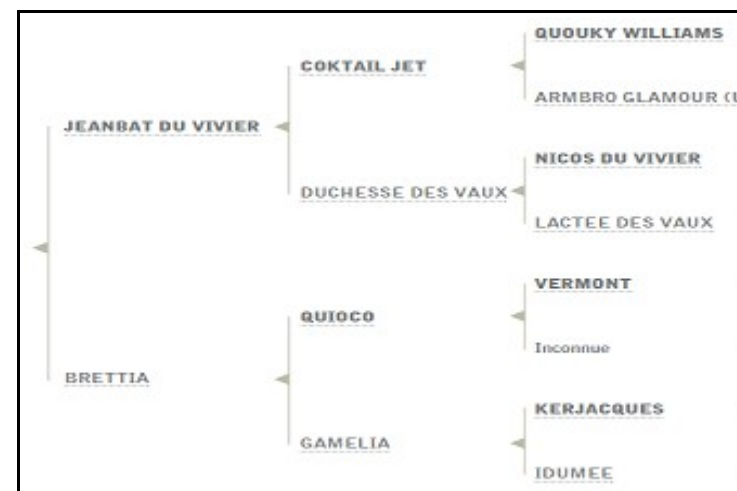 QUOUKY WILLIAMS
COKTAIL JET
ARMBRO GLAMOUR (U
JEANBAT DU VIVIER
NICOS DU VIVIER
DUCHESSE DES VAUX
LACTEE DES VAUX
VERMONT
QUIOCO
Inconnue
BRETTIA
KERJACQUES
GAMELIA
IDUMEE